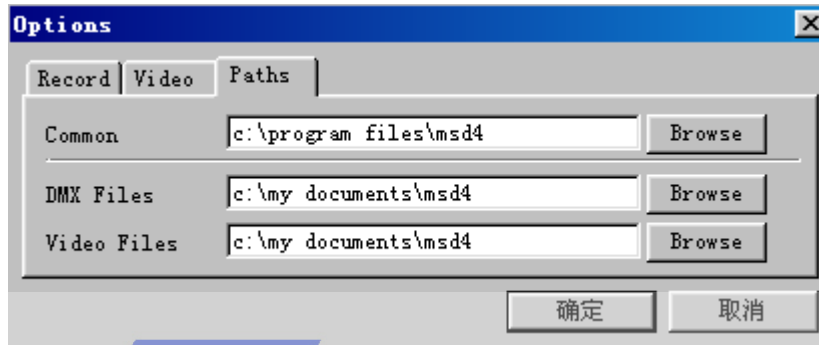 Options
Record Video Paths
Common c:\program files\msd4 Browse
DMX Files c:\my documents\msd4 Browse
Video Files c:\my documents\msd4 Browse
确定 取消